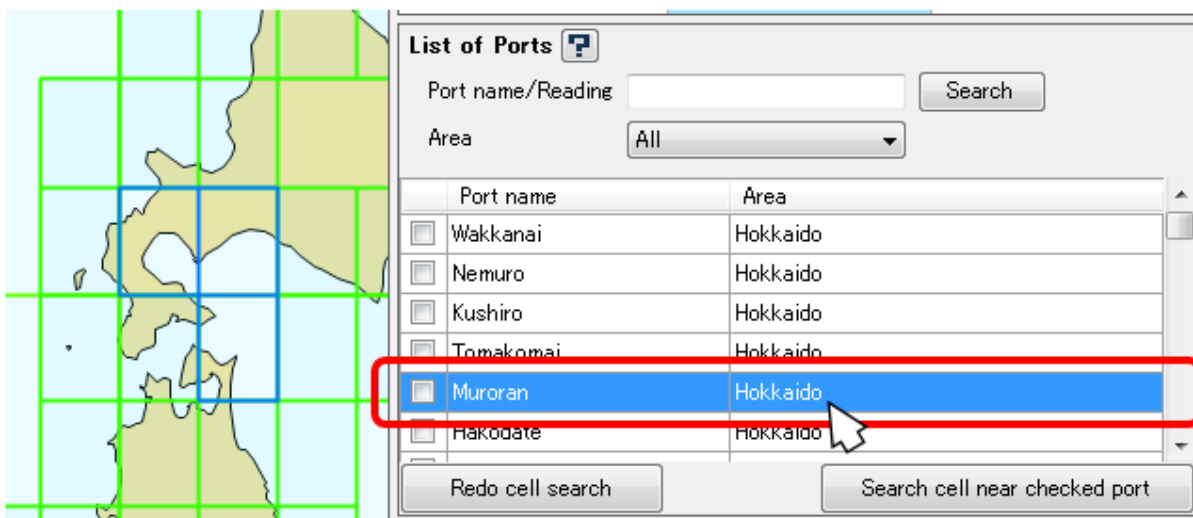 List of Ports ?
Port name/Reading Search
Area All
Port name Area
Wakkanai Hokkaido
Nemuro Hokkaido
Kushiro Hokkaido
Tomakomai Hokkaido
Muroran Hokkaido
Hakodate Hokkaido
Redo cell search Search cell near checked port